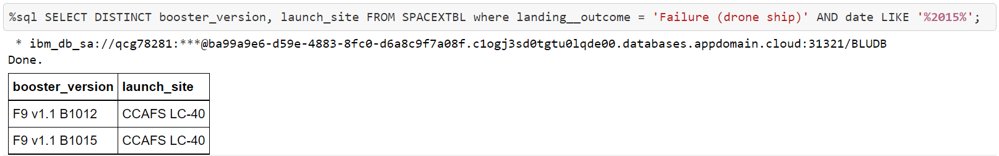 %sql SELECT DISTINCT booster_version, launch_site FROM SPACEXTBL where landing__outcome = 'Failure (drone ship)' AND date LIKE '%2015%';
* ibm_db_sa://qcg78281:***@ba99a9e6-d59e-4883-8fc0-d6a8c9f7a08f.c1ogj3sd0tgtu0lqde00.databases.appdomain.cloud:31321/BLUDB
Done.
booster_version launch_site
F9 v1.1 B1012 CCAFS LC-40
F9 v1.1 B1015 CCAFS LC-40